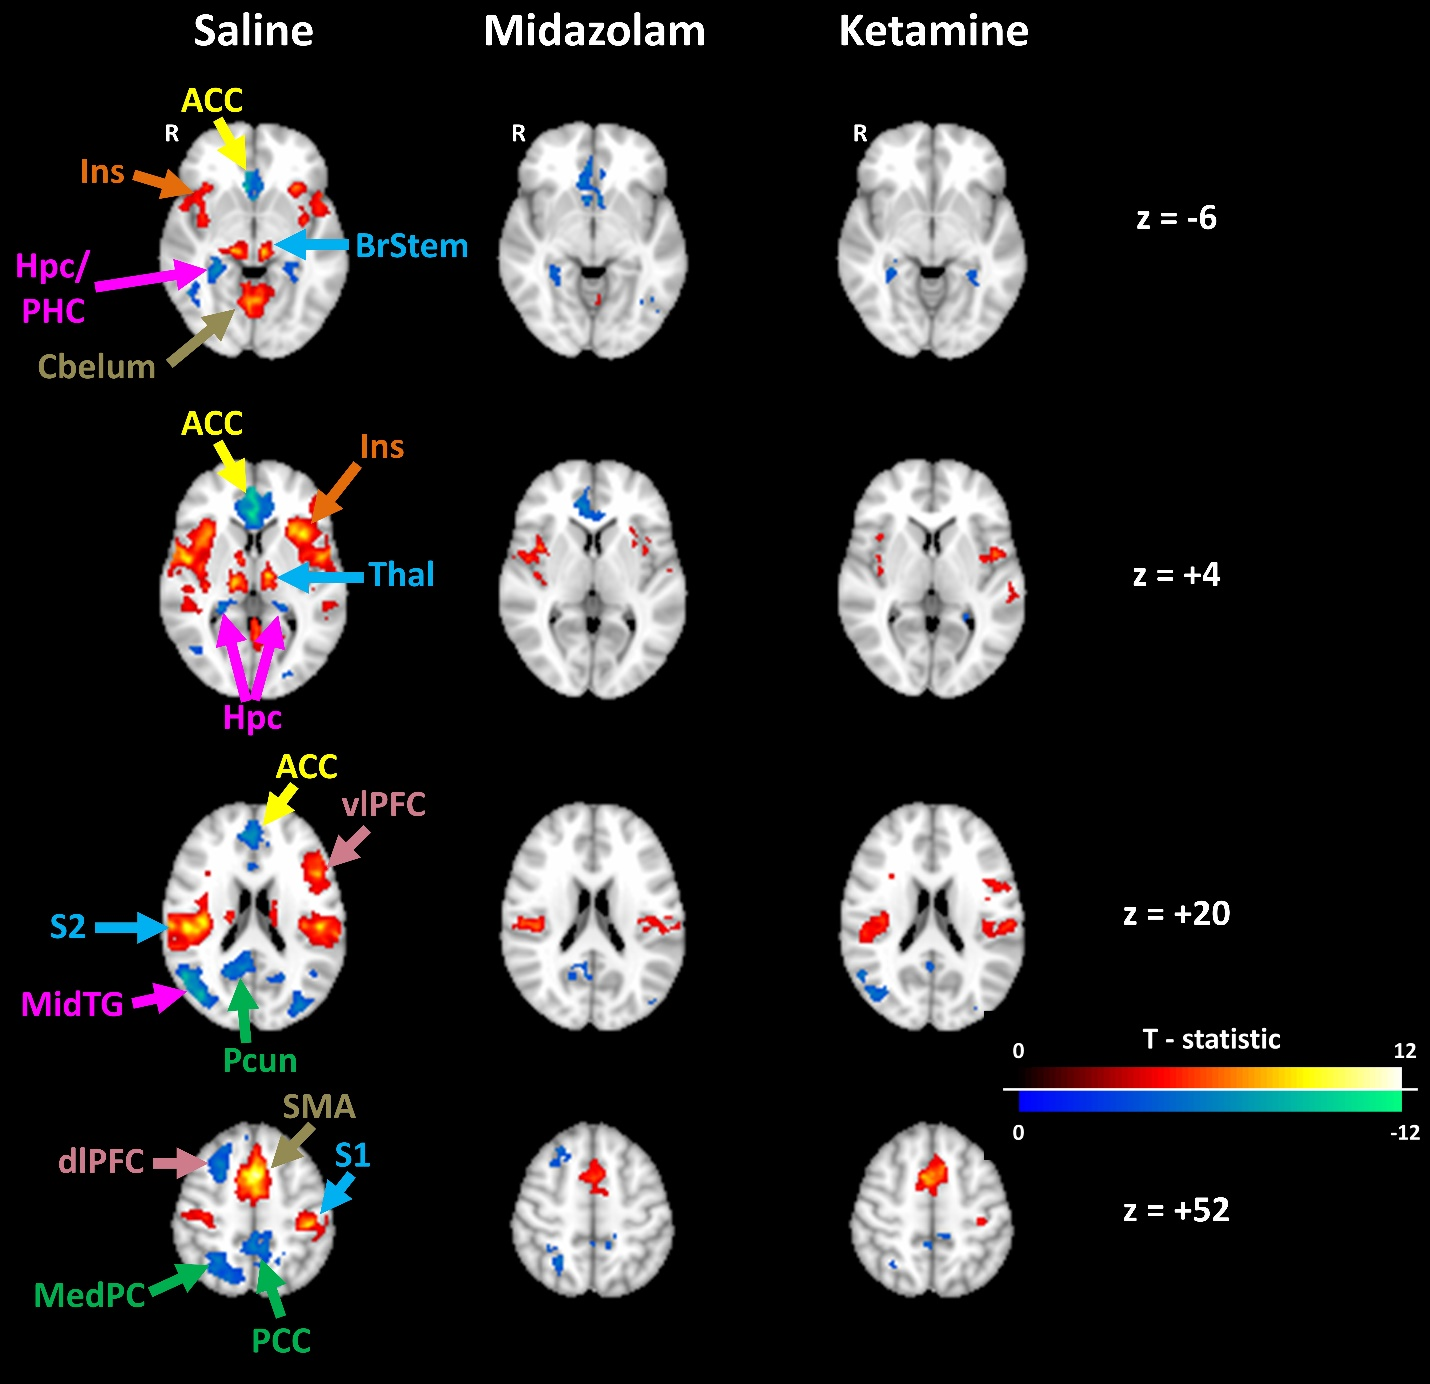 Saline Midazolam Ketamine
ACC
R R R
Ins
z = -6
BrStem
Hpc/
PHC
Cbelum
ACC
Ins
Thal
z = +4
Hpc
ACC
vlPFC
S2
z = +20
MidTG
Pcun
T - statistic
0 12
0 -12
SMA
dlPFC
S1
z = +52
MedPC
PCC